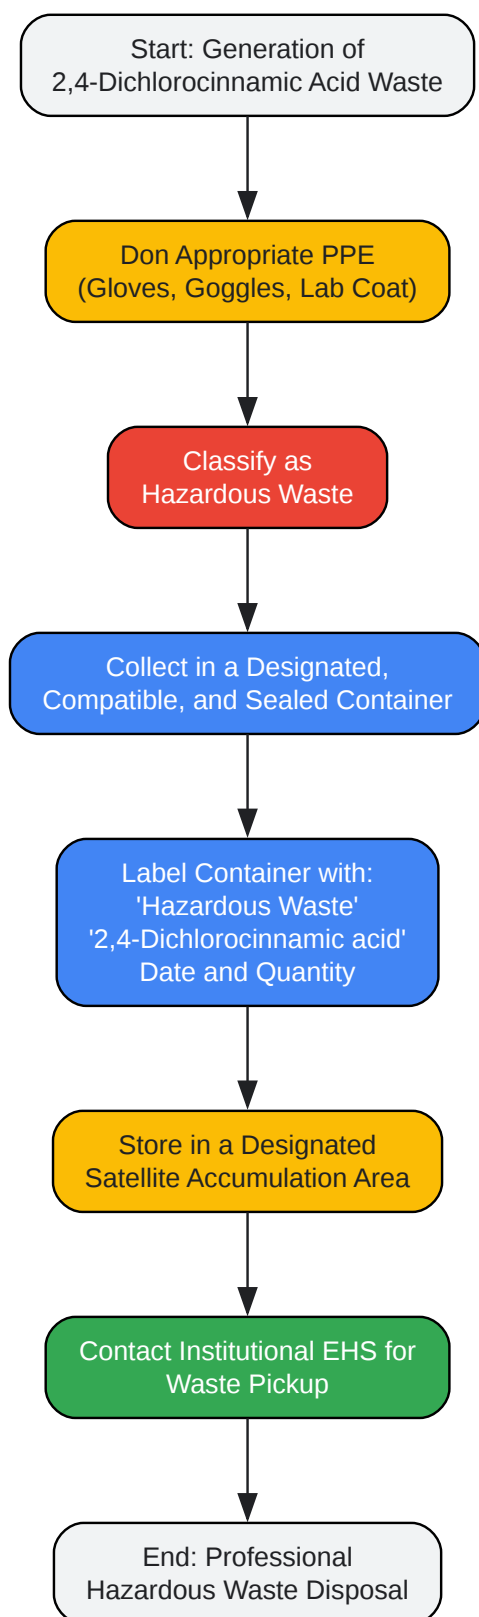 Start: Generation of
2,4-Dichlorocinnamic Acid Waste
Don Appropriate PPE
(Gloves, Goggles, Lab Coat)
Classify as
Hazardous Waste
Collect in a Designated,
Compatible, and Sealed Container
Label Container with:
'Hazardous Waste'
'2,4-Dichlorocinnamic acid'
Date and Quantity
Store in a Designated
Satellite Accumulation Area
Contact Institutional EHS for
Waste Pickup
End: Professional
Hazardous Waste Disposal